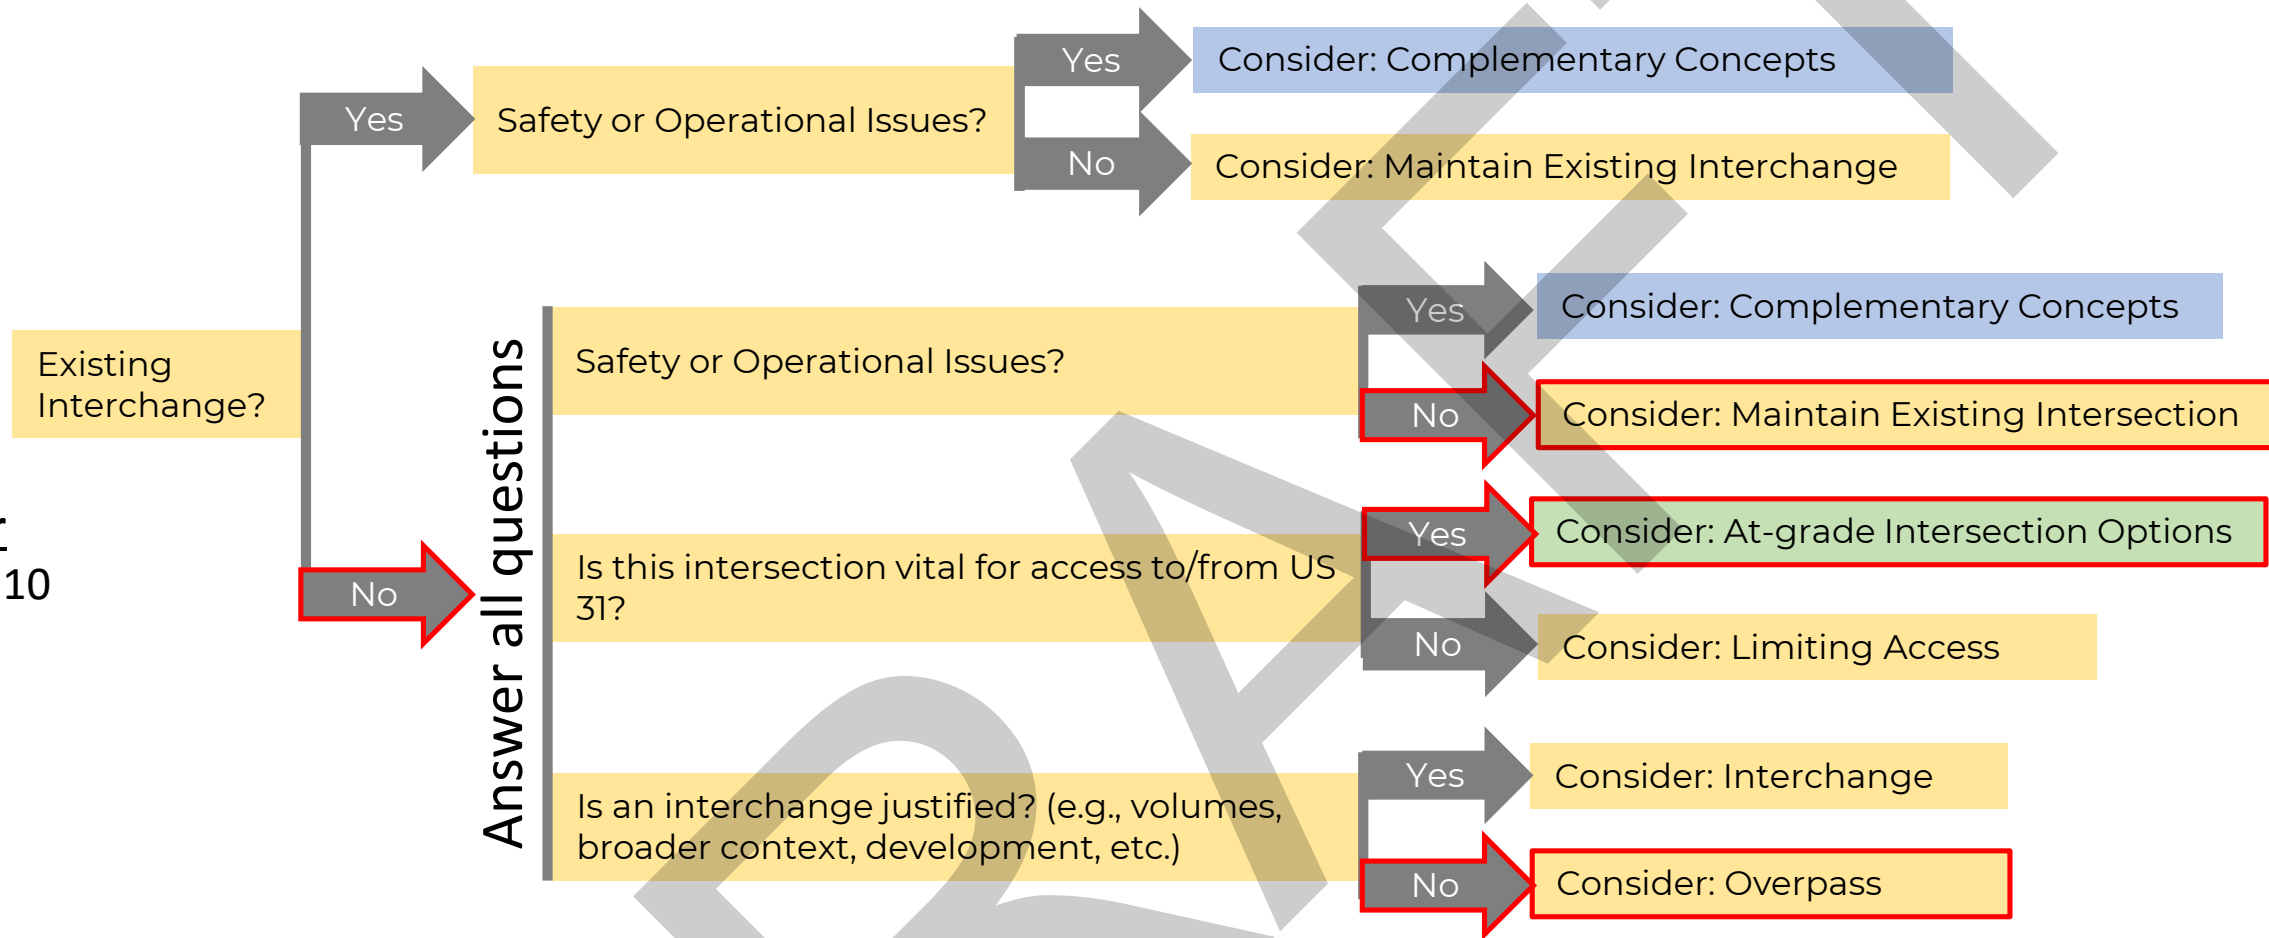 Yes
Consider: Complementary Concepts
Yes
Safety or Operational Issues?
No
Consider: Maintain Existing Interchange
Yes
Consider: Complementary Concepts
Existing
Interchange?
Safety or Operational Issues?
No
Consider: Maintain Existing Intersection
Answer all questions
Yes
Consider: At-grade Intersection Options
r
10
No
Is this intersection vital for access to/from US
31?
No
Consider: Limiting Access
Yes
Consider: Interchange
Is an interchange justified? (e.g., volumes,
broader context, development, etc.)
No
Consider: Overpass